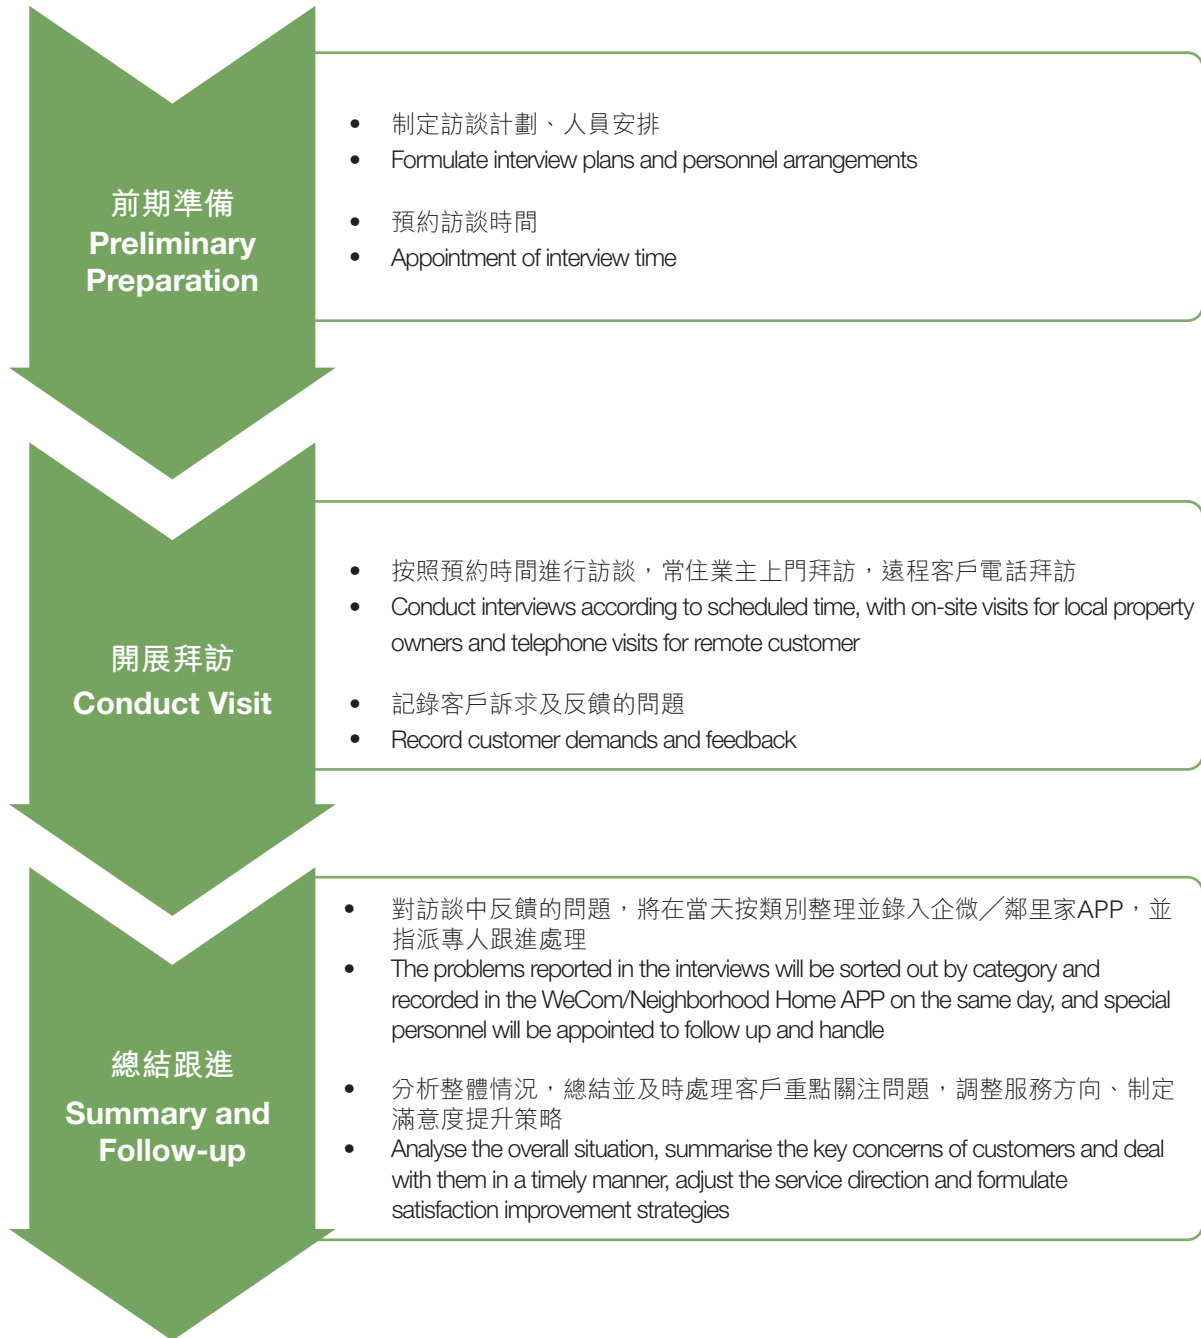 前期準備
Preliminary
Preparation
• 制定訪談計劃、人員安排
• Formulate interview plans and personnel arrangements
• 預約訪談時間
• Appointment of interview time
開展拜訪
Conduct Visit
• 按照預約時間進行訪談，常住業主上門拜訪，遠程客戶電話拜訪
• Conduct interviews according to scheduled time, with on-site visits for local property
owners and telephone visits for remote customer
• 記錄客戶訴求及反饋的問題
• Record customer demands and feedback
總結跟進
Summary and
Follow-up
• 對訪談中反饋的問題，將在當天按類別整理並錄入企微╱鄰里家APP，並
指派專人跟進處理
• The problems reported in the interviews will be sorted out by category and
recorded in the WeCom/Neighborhood Home APP on the same day, and special
personnel will be appointed to follow up and handle
• 分析整體情況，總結並及時處理客戶重點關注問題，調整服務方向、制定
滿意度提升策略
• Analyse the overall situation, summarise the key concerns of customers and deal
with them in a timely manner, adjust the service direction and formulate
satisfaction improvement strategies